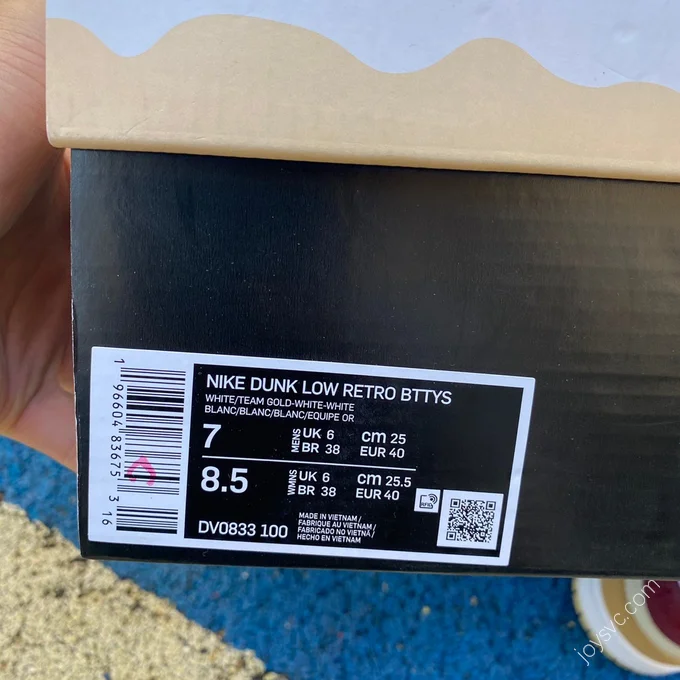 NIKE DUNK LOW RETRO BTTYS
WHITE/TEAM GOLD-WHITE-WHITE
BLANC/BLANC/BLANC/EQUIPE OR
7 MENS UK 6 cm 25
BR 38 EUR 40
8.5 WMNS UK 6 cm 25.5
BR 38 EUR 40
DV0833 100
MADE IN VIETNAM /
FABRIQUE AU VIETNAM /
FABRICADO NO VIETNÃ /
HECHO EN VIETNAM
RFID
1 96604 83675 3 16
C
joysvc.com